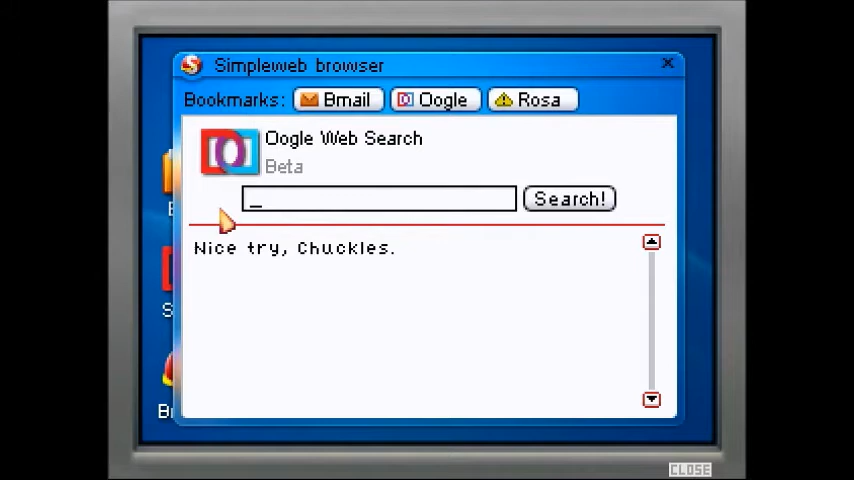 Simpleweb browser
Bookmarks: Bmail Oogle Rosa
Oogle Web Search
Beta
_ Search!
Nice try, Chuckles.
CLOSE